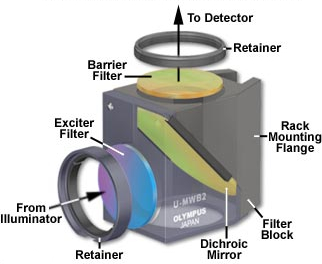 To Detector
Retainer
Barrier
Filter
Exciter
Filter
Rack
Mounting
Flange
U-MWB2
OLYMPUS
JAPAN
From
Illuminator
Retainer
Dichroic
Mirror
Filter
Block